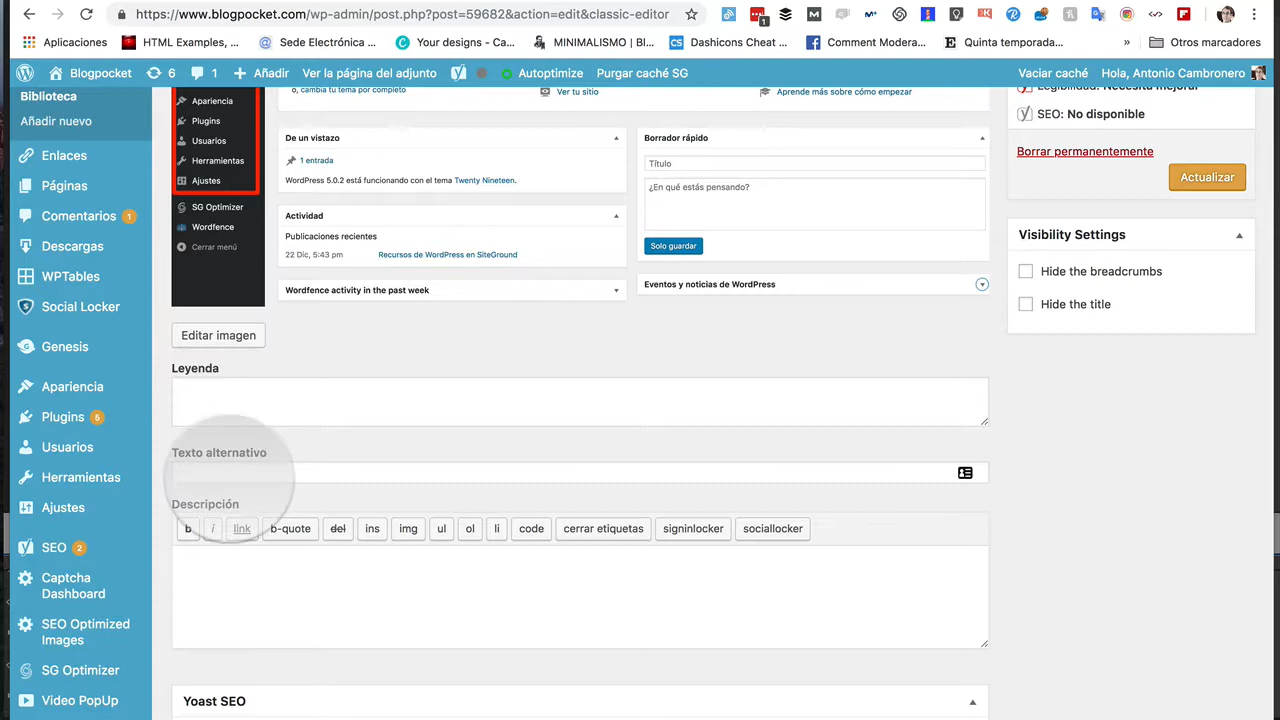 https://www.blogpocket.com/wp-admin/post.php?post=59682&action=edit&classic-editor
Aplicaciones
HTML Examples, ...
Sede Electrónica ...
Your designs - Ca...
MINIMALISMO | Bl...
Dashicons Cheat ...
Comment Modera...
Quinta temporada...
»
Otros marcadores
Blogpocket
6
1
Añadir
Ver la página del adjunto
Autoptimize
Purgar caché SG
Vaciar caché
Hola, Antonio Cambronero
Biblioteca
Añadir nuevo
Enlaces
Páginas
Comentarios 1
Descargas
WPTables
Social Locker
Genesis
Apariencia
Plugins 6
Usuarios
Herramientas
Ajustes
SEO 2
Captcha
Dashboard
SEO Optimized
Images
SG Optimizer
Video PopUp
Apariencia
Plugins
Usuarios
Herramientas
Ajustes
SG Optimizer
Wordfence
Cerrar menú
o, cambia tu tema por completo
Ver tu sitio
Aprende más sobre cómo empezar
De un vistazo
1 entrada
WordPress 5.0.2 está funcionando con el tema Twenty Nineteen.
Actividad
Publicaciones recientes
22 Dic, 5:43 pm
Recursos de WordPress en SiteGround
Wordfence activity in the past week
Borrador rápido
Título
¿En qué estás pensando?
Solo guardar
Eventos y noticias de WordPress
Editar imagen
Leyenda
Texto alternativo
Descripción
b
i
link
b-quote
del
ins
img
ul
ol
li
code
cerrar etiquetas
signinlocker
sociallocker
Yoast SEO
Legibilidad: Necesita mejorar
SEO: No disponible
Borrar permanentemente
Actualizar
Visibility Settings
Hide the breadcrumbs
Hide the title